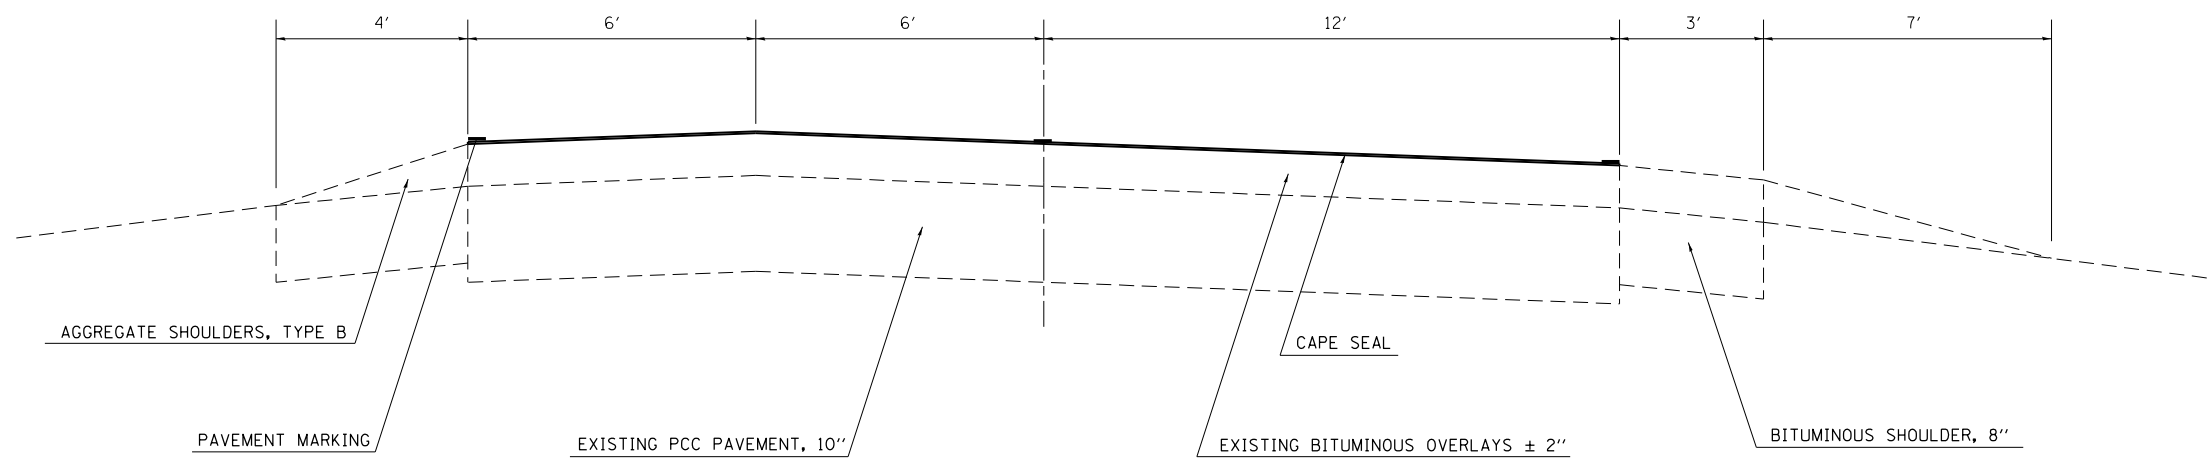 4' 6' 6' 12' 3' 7'
AGGREGATE SHOULDERS, TYPE B
CAPE SEAL
PAVEMENT MARKING
EXISTING PCC PAVEMENT, 10"
EXISTING BITUMINOUS OVERLAYS ± 2"
BITUMINOUS SHOULDER, 8"